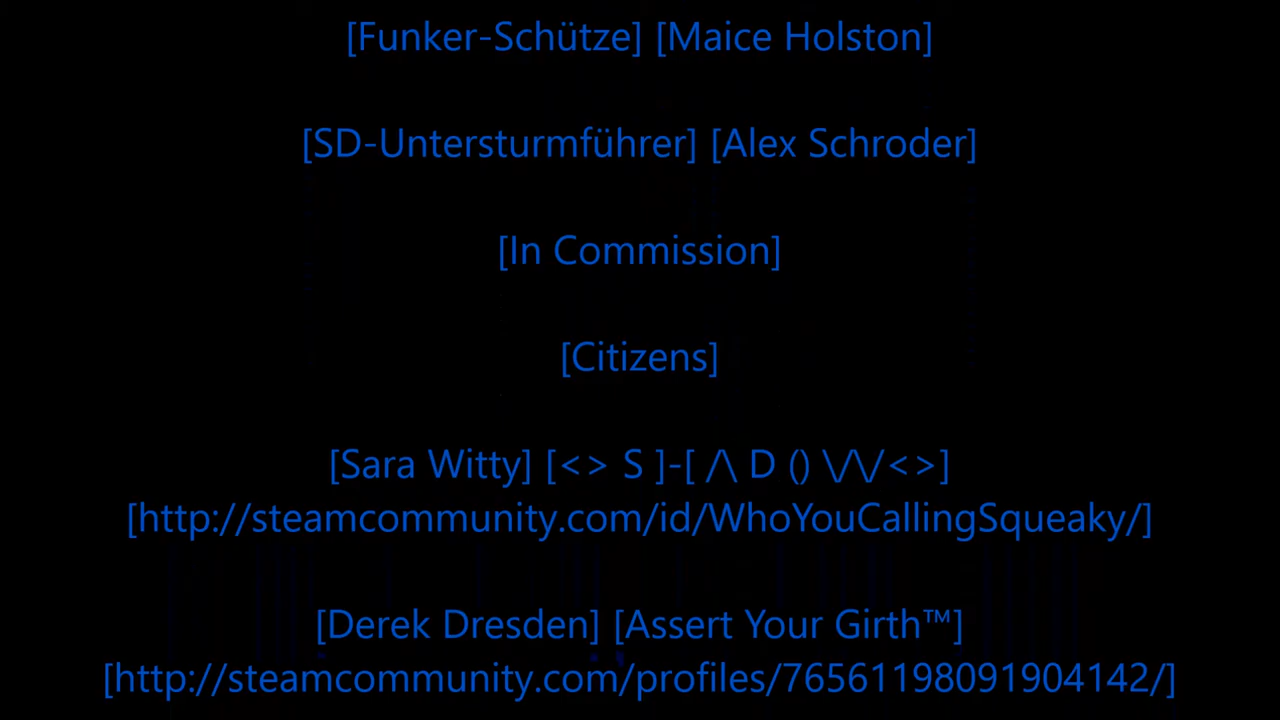 [Funker-Schütze] [Maice Holston]
[SD-Untersturmführer] [Alex Schroder]
[In Commission]
[Citizens]
[Sara Witty] [<> S ]-[ /\ D () \/\/<>]
[http://steamcommunity.com/id/WhoYouCallingSqueaky/]
[Derek Dresden] [Assert Your Girth™]
[http://steamcommunity.com/profiles/76561198091904142/]